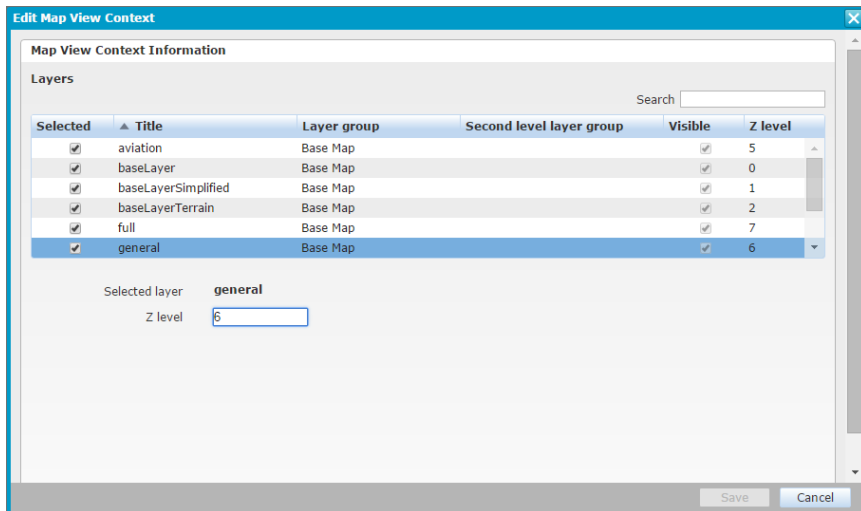 Edit Map View Context
Map View Context Information
Layers
Search
Selected Title Layer group Second level layer group Visible Z level
aviation Base Map 5
baseLayer Base Map 0
baseLayerSimplified Base Map 1
baseLayerTerrain Base Map 2
full Base Map 7
general Base Map 6
Selected layer general
Z level 6
Save Cancel